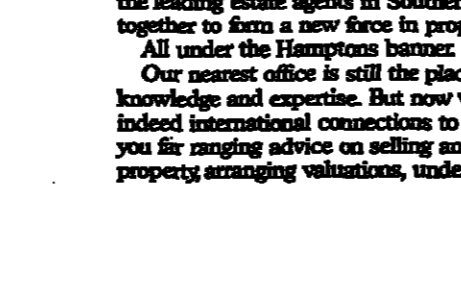 the leading estate agents in Southern
together to form a new force in prop
All under the Hamptons banner.
Our nearest office is still the plac
knowledge and expertise. But now w
indeed international connections to
you far ranging advice on selling an
property, arranging valuations, unde